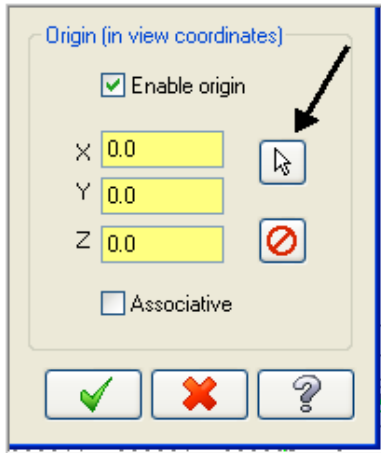 Origin (in view coordinates)
Enable origin
X 0.0
Y 0.0
Z 0.0
Associative
?